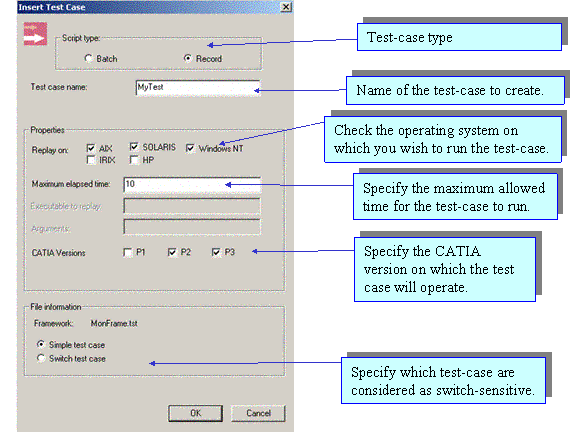 Insert Test Case
Script type:
Batch
Record
Test-case type
Test case name:
MyTest
Name of the test-case to create.
Properties
Replay on:
AIX
SOLARIS
Windows NT
IRIX
HP
Check the operating system on
which you wish to run the test-case.
Maximum elapsed time:
10
Specify the maximum allowed
time for the test-case to run.
Executable to replay:
Arguments:
CATIA Versions
P1
P2
P3
Specify the CATIA
version on which the test
case will operate.
File information
Framework:
MonFrame.tst
Simple test case
Switch test case
Specify which test-case are
considered as switch-sensitive.
OK
Cancel